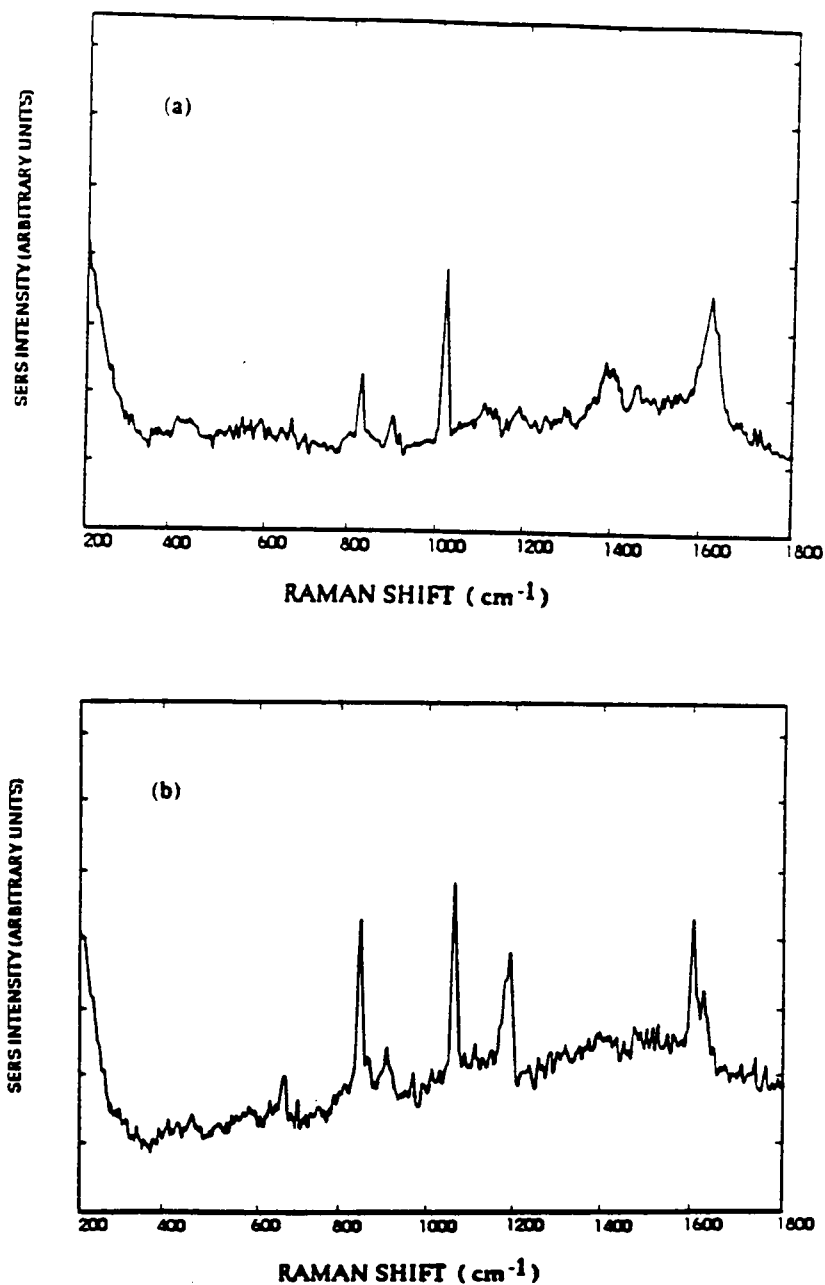 SERS INTENSITY (ARBITRARY UNITS)
(a)
200 400 600 800 1000 1200 1400 1600 1800
RAMAN SHIFT ( cm-1)
SERS INTENSITY (ARBITRARY UNITS)
(b)
200 400 600 800 1000 1200 1400 1600 1800
RAMAN SHIFT ( cm-1)